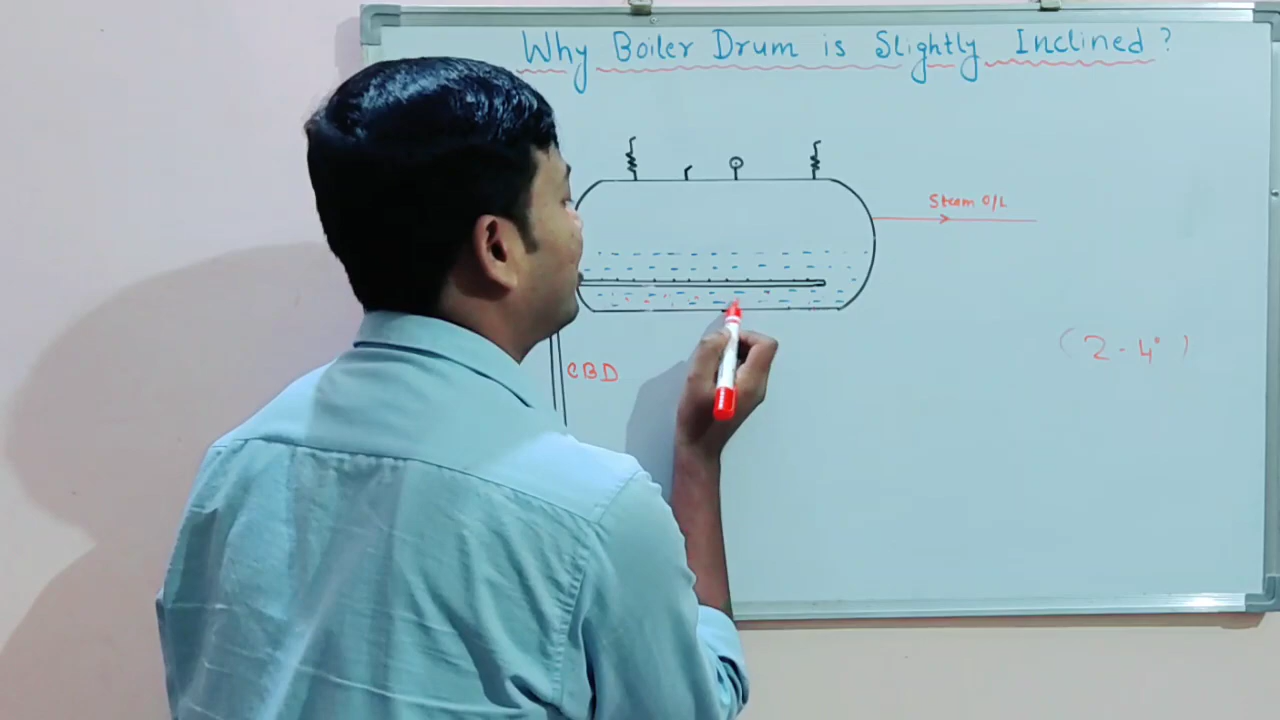 Why Boiler Drum is Slightly Inclined ?
Steam O/L
(2 - 4°)
CBD